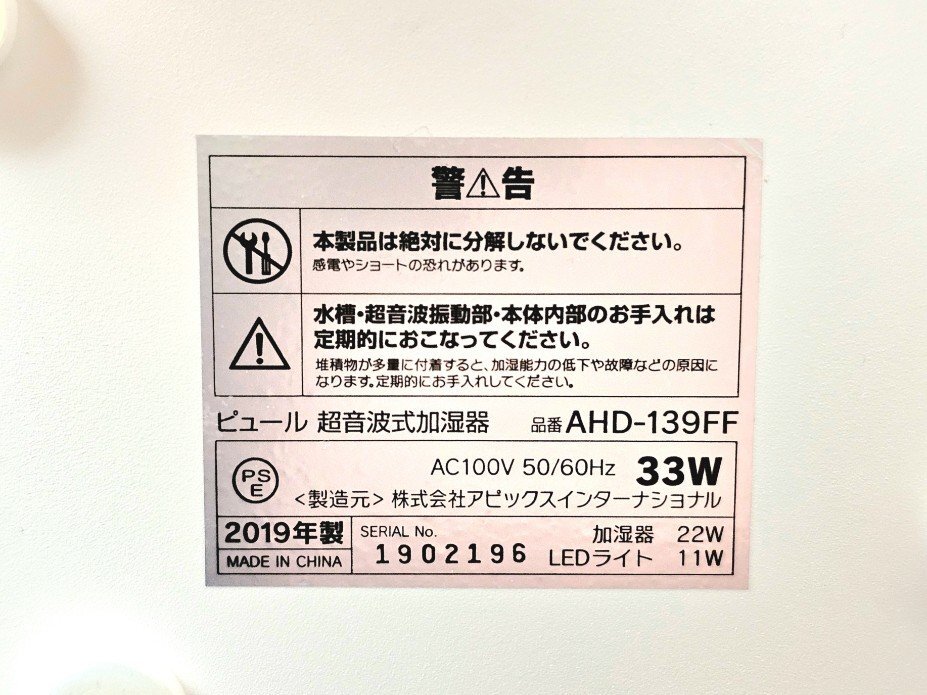 警⚠告
本製品は絶対に分解しないでください。
感電やショートの恐れがあります。
水槽・超音波振動部・本体内部のお手入れは
定期的におこなってください。
堆積物が多量に付着すると、加湿能力の低下や故障などの原因に
なります。定期的にお手入れしてください。
ピュール 超音波式加湿器 品番 AHD-139FF
PS
E
AC100V 50/60Hz 33W
<製造元> 株式会社アピックスインターナショナル
2019年製
MADE IN CHINA
SERIAL No.
1902196
加湿器 22W
LEDライト 11W